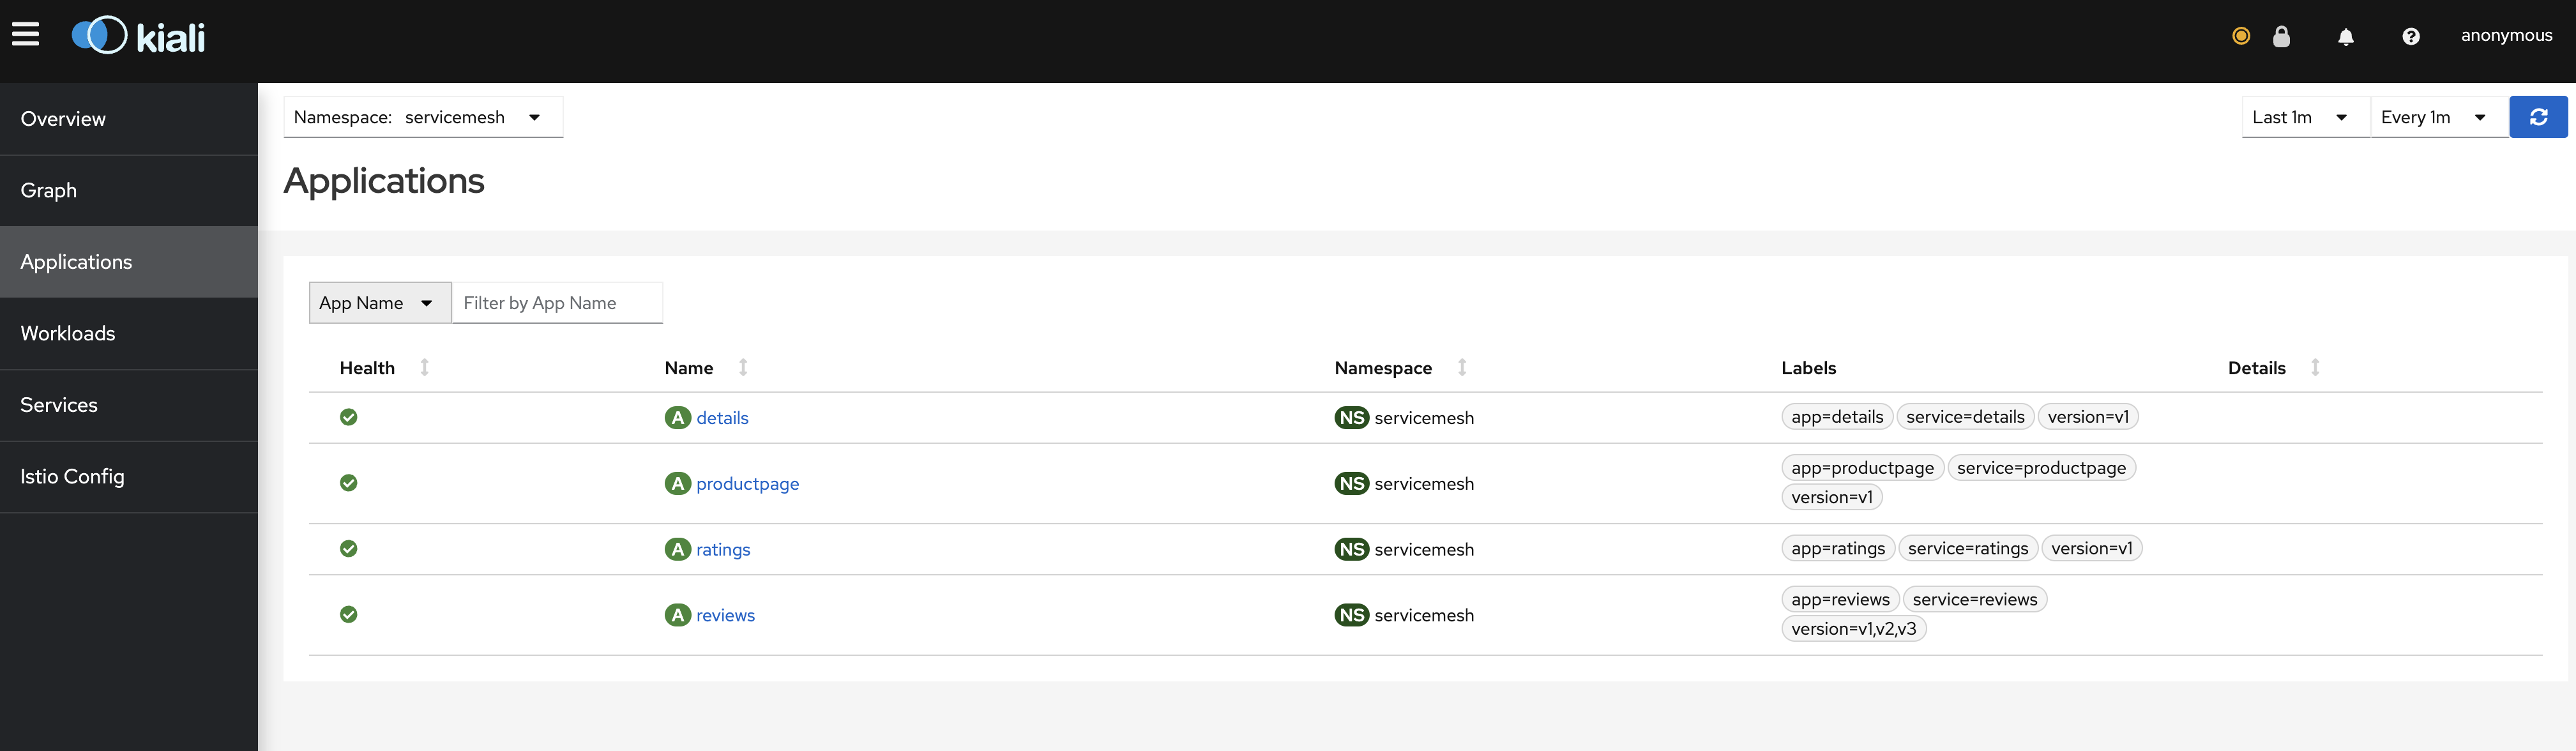 kiali
anonymous
Overview
Graph
Applications
Workloads
Services
Istio Config
Namespace: servicemesh
Last 1m Every 1m
Applications
App Name Filter by App Name
Health Name Namespace Labels Details
A details NS servicemesh app=details service=details version=v1
A productpage NS servicemesh app=productpage service=productpage
version=v1
A ratings NS servicemesh app=ratings service=ratings version=v1
A reviews NS servicemesh app=reviews service=reviews
version=v1,v2,v3